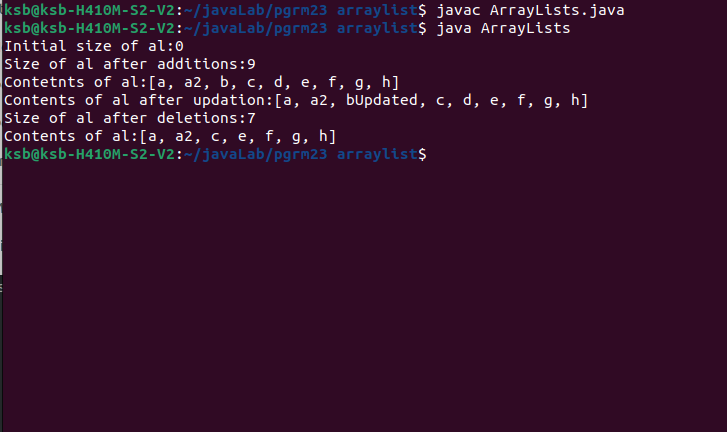 ksb@ksb-H410M-S2-V2:~/javaLab/pgrm23 arraylist$ javac ArrayLists.java
ksb@ksb-H410M-S2-V2:~/javaLab/pgrm23 arraylist$ java ArrayLists
Initial size of al:0
Size of al after additions:9
Contetnts of al:[a, a2, b, c, d, e, f, g, h]
Contents of al after updation:[a, a2, bUpdated, c, d, e, f, g, h]
Size of al after deletions:7
Contents of al:[a, a2, c, e, f, g, h]
ksb@ksb-H410M-S2-V2:~/javaLab/pgrm23 arraylist$